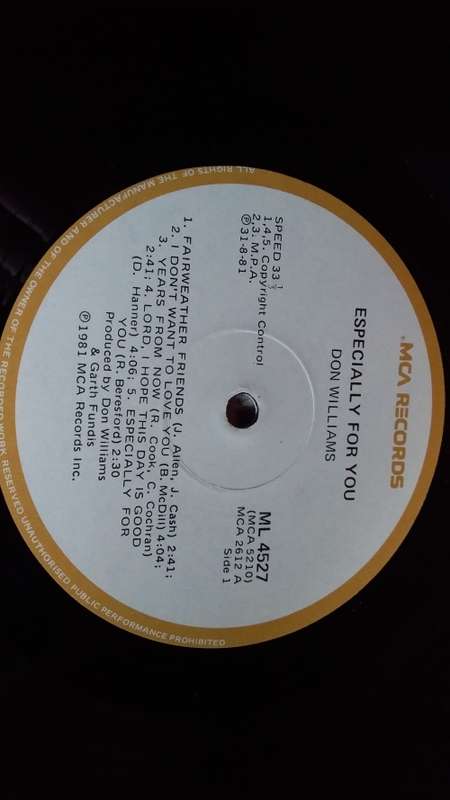 MCA RECORDS
ESPECIALLY FOR YOU
DON WILLIAMS
SPEED 33⅓
1,4,5. Copyright Control
2,3. M.P.A.
℗31-8-81
ML 4527
(MCA 5210)
MCA 2612 A
Side 1
1. FAIRWEATHER FRIENDS (J. Allen, J. Cash) 2:41;
2. I DON'T WANT TO LOVE YOU (B. McDill) 4:04;
3. YEARS FROM NOW (R. Cook, C. Cochran)
2:41; 4. LORD, I HOPE THIS DAY IS GOOD
(D. Hanner) 4:06; 5. ESPECIALLY FOR
YOU (R. Beresford) 2:30
Produced by Don Williams
& Garth Fundis
℗1981 MCA Records Inc.
ALL RIGHTS OF THE MANUFACTURER AND OF THE OWNER OF THE RECORDED WORK RESERVED UNAUTHORISED PUBLIC PERFORMANCE PROHIBITED